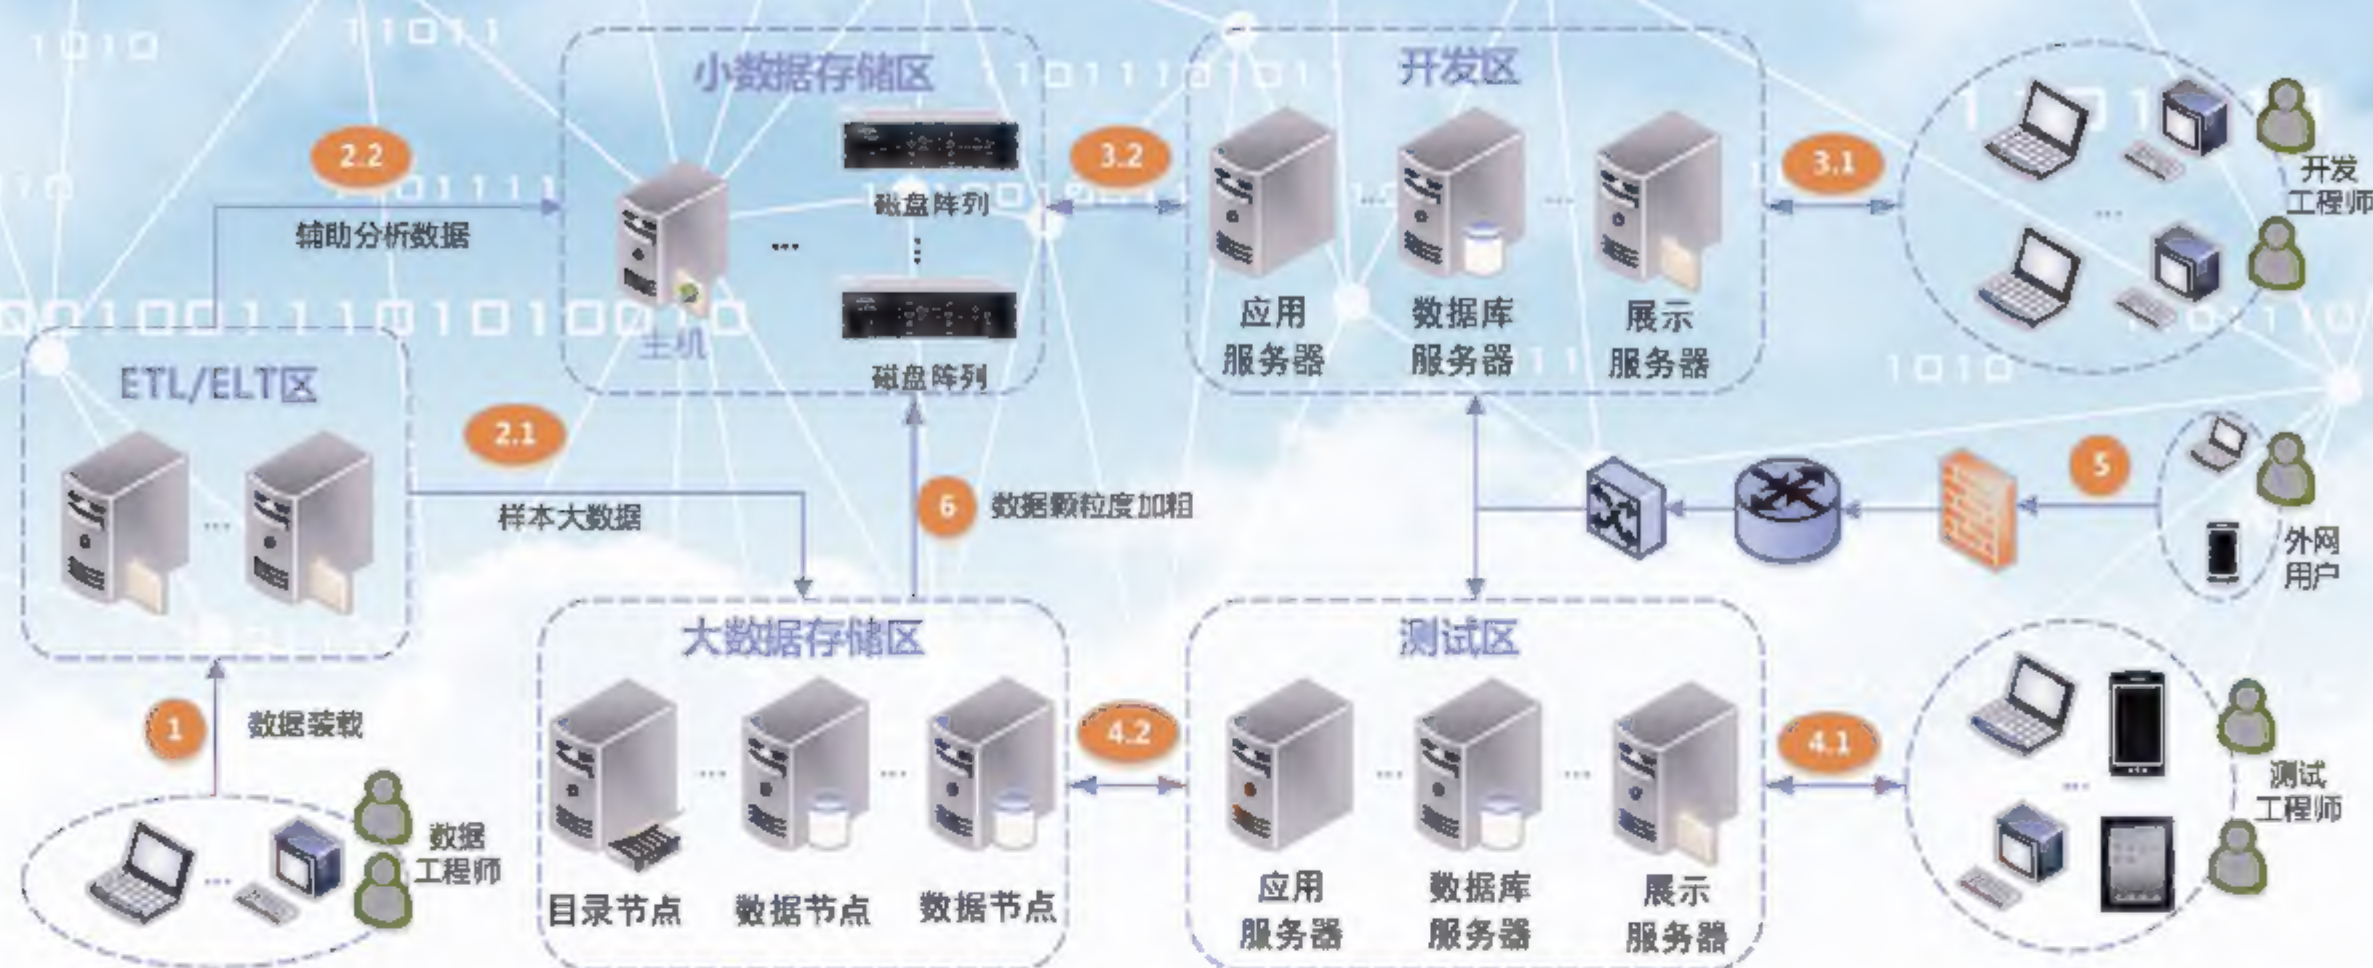 1010
11011
小数据存储区
11011101011
开发区
2.2
3.2
3.1
辅助分析数据
磁盘阵列
...
开发
工程师
主机
磁盘阵列
应用
服务器
数据库
服务器
展示
服务器
1010
ETL/ELT区
2.1
样本大数据
6
数据颗粒度加粗
5
外网
用户
大数据存储区
测试区
1
数据装载
4.2
4.1
数据
工程师
目录节点
数据节点
数据节点
应用
服务器
数据库
服务器
展示
服务器
测试
工程师